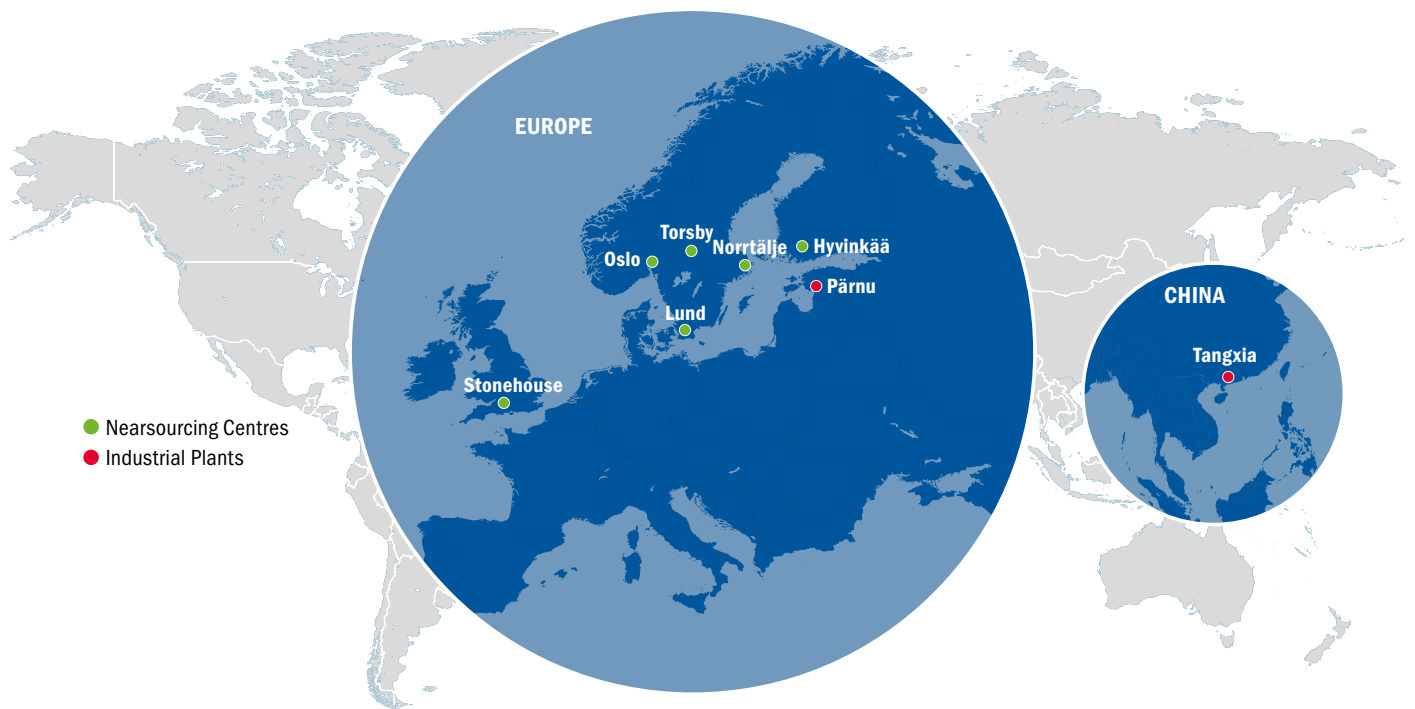 EUROPE
Torsby
Norrtälje
Hyvinkää
Oslo
Pärnu
Lund
Stonehouse
CHINA
Tangxia
Nearsourcing Centres
Industrial Plants